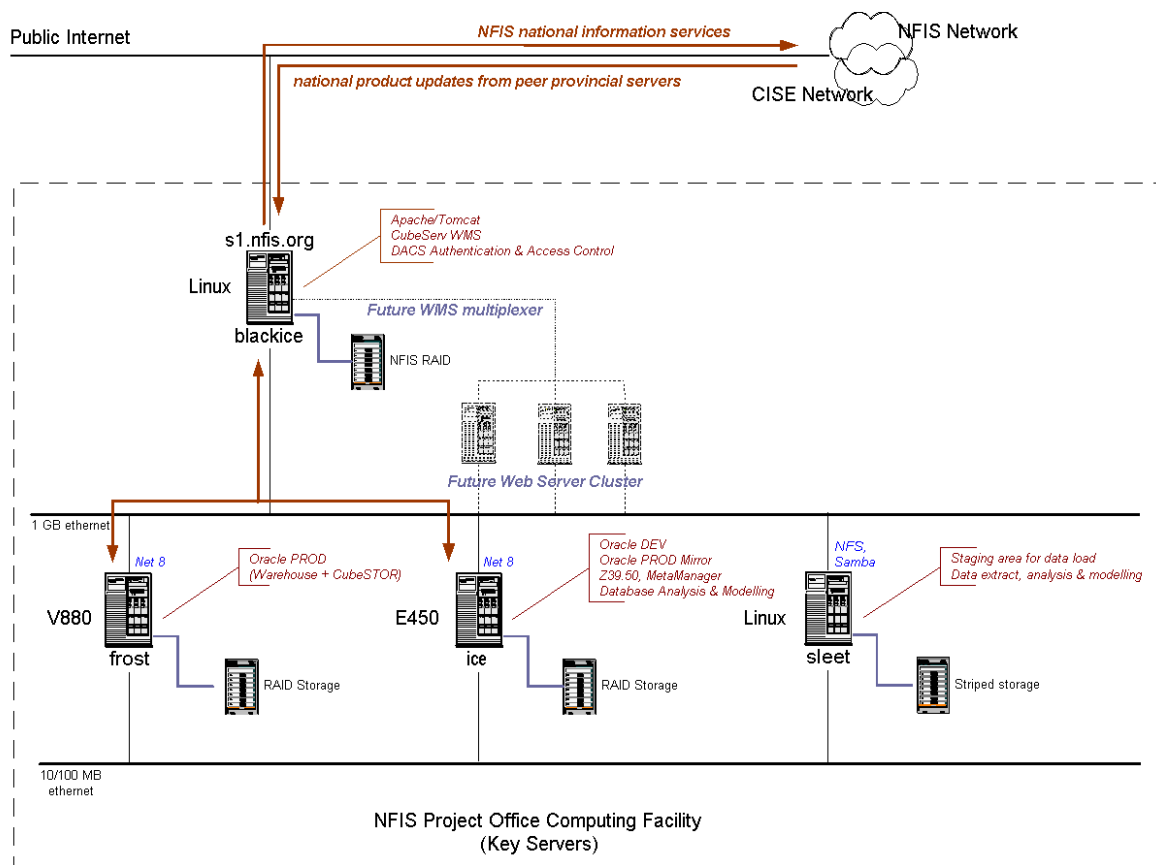 Public Internet
NFIS national information services
NFIS Network
national product updates from peer provincial servers
CISE Network
s1.nfis.org
Linux
blackice
Apache/Tomcat
CubeServ WMS
DACS Authentication & Access Control
Future WMS multiplexer
NFIS RAID
Future Web Server Cluster
1 GB ethernet
Net 8
Oracle PROD
(Warehouse + CubeSTOR)
V880
frost
RAID Storage
Net 8
Oracle DEV
Oracle PROD Mirror
Z39.50, MetaManager
Database Analysis & Modelling
E450
ice
RAID Storage
NFS,
Samba
Staging area for data load
Data extract, analysis & modelling
Linux
sleet
Striped storage
10/100 MB
ethernet
NFIS Project Office Computing Facility
(Key Servers)